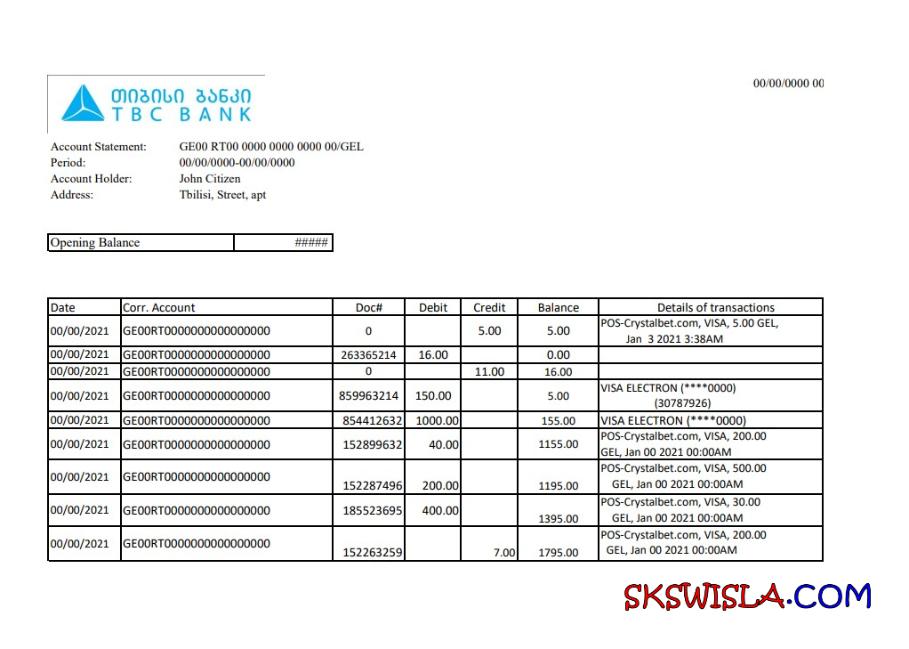 00/00/0000 00
თიბისი ბანკი
TBC BANK
Account Statement: GE00 RT00 0000 0000 0000 00/GEL
Period: 00/00/0000-00/00/0000
Account Holder: John Citizen
Address: Tbilisi, Street, apt
Opening Balance #####
Date Corr. Account Doc# Debit Credit Balance Details of transactions
00/00/2021 GE00RT0000000000000000 0 5.00 5.00 POS-Crystalbet.com, VISA, 5.00 GEL,
Jan 3 2021 3:38AM
00/00/2021 GE00RT0000000000000000 263365214 16.00 0.00
00/00/2021 GE00RT0000000000000000 0 11.00 16.00
00/00/2021 GE00RT0000000000000000 859963214 150.00 5.00 VISA ELECTRON (****0000)
(30787926)
00/00/2021 GE00RT0000000000000000 854412632 1000.00 155.00 VISA ELECTRON (****0000)
00/00/2021 GE00RT0000000000000000 152899632 40.00 1155.00 POS-Crystalbet.com, VISA, 200.00
GEL, Jan 00 2021 00:00AM
00/00/2021 GE00RT0000000000000000 152287496 200.00 1195.00 POS-Crystalbet.com, VISA, 500.00
GEL, Jan 00 2021 00:00AM
00/00/2021 GE00RT0000000000000000 185523695 400.00 1395.00 POS-Crystalbet.com, VISA, 30.00
GEL, Jan 00 2021 00:00AM
00/00/2021 GE00RT0000000000000000 152263259 7.00 1795.00 POS-Crystalbet.com, VISA, 200.00
GEL, Jan 00 2021 00:00AM
SKSWISLA.COM